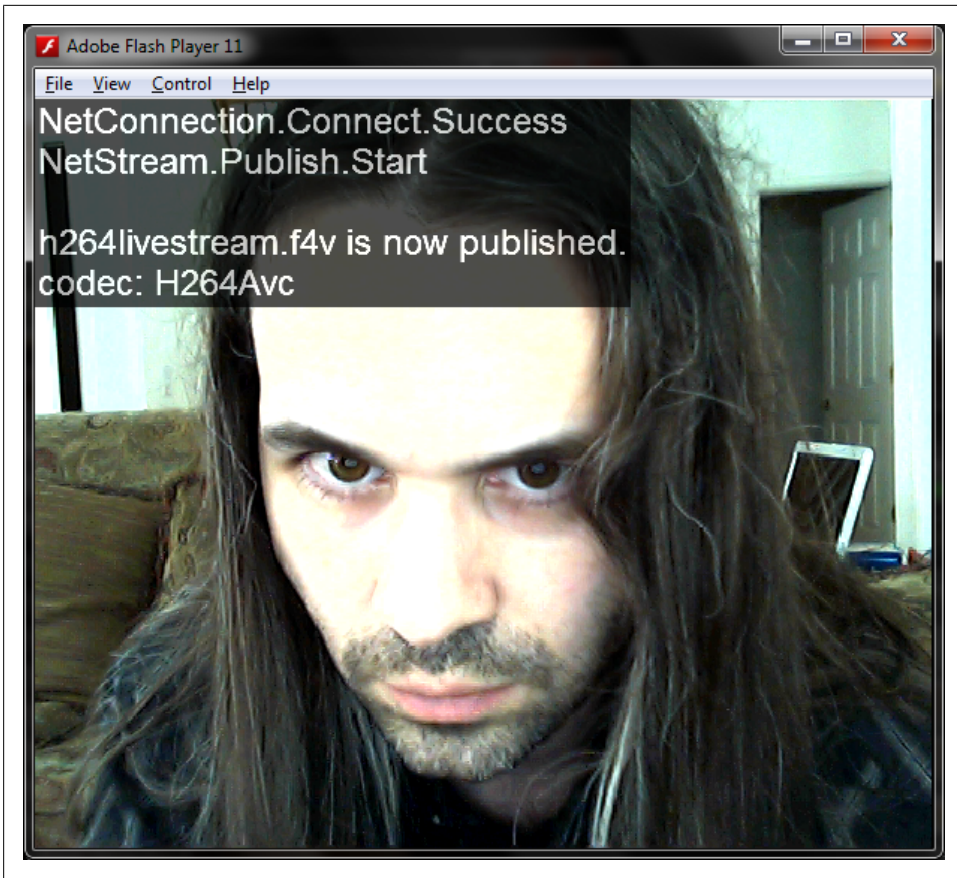 Adobe Flash Player 11
File View Control Help
NetConnection.Connect.Success
NetStream.Publish.Start
h264livestream.f4v is now published.
codec: H264Avc